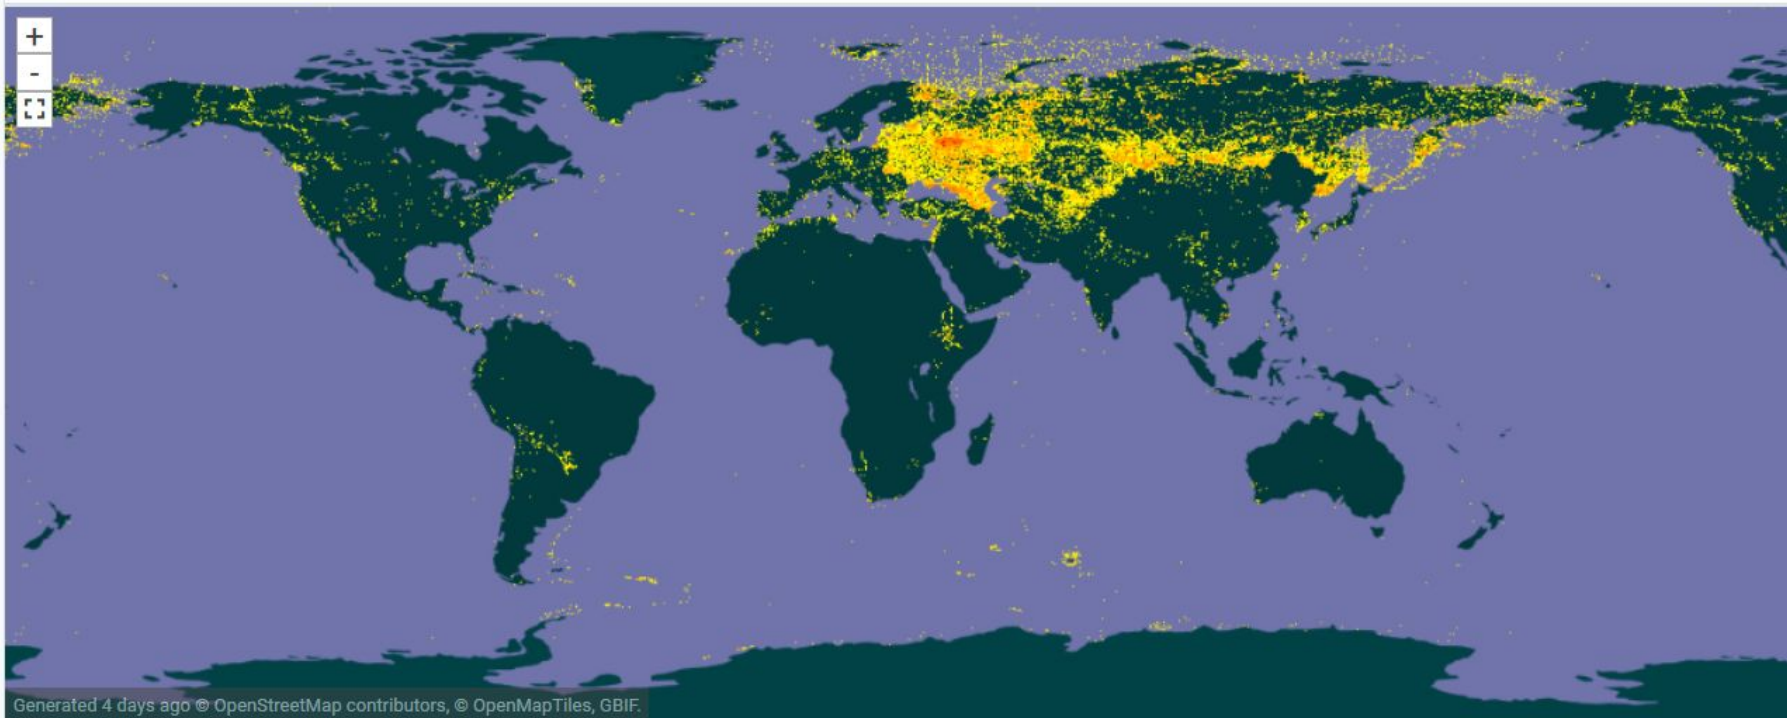 +
-
Generated 4 days ago © OpenStreetMap contributors, © OpenMapTiles, GBIF.